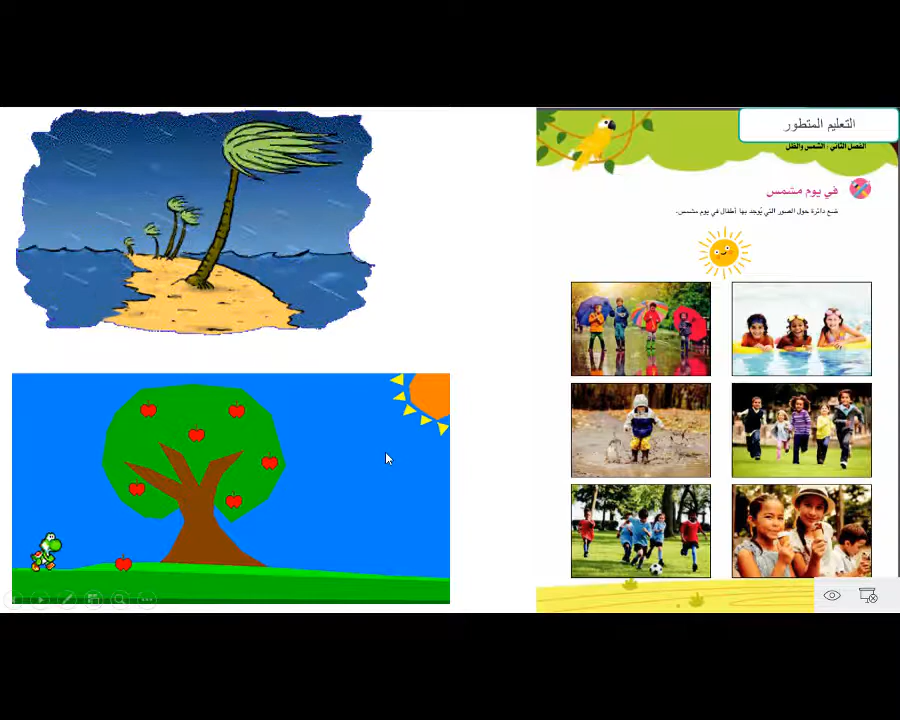 التعليم المتطور
الفصل الثاني : الشمس والظل
في يوم مشمس
ضع دائرة حول الصور التي يُوجد بها أطفال في يوم مشمس.